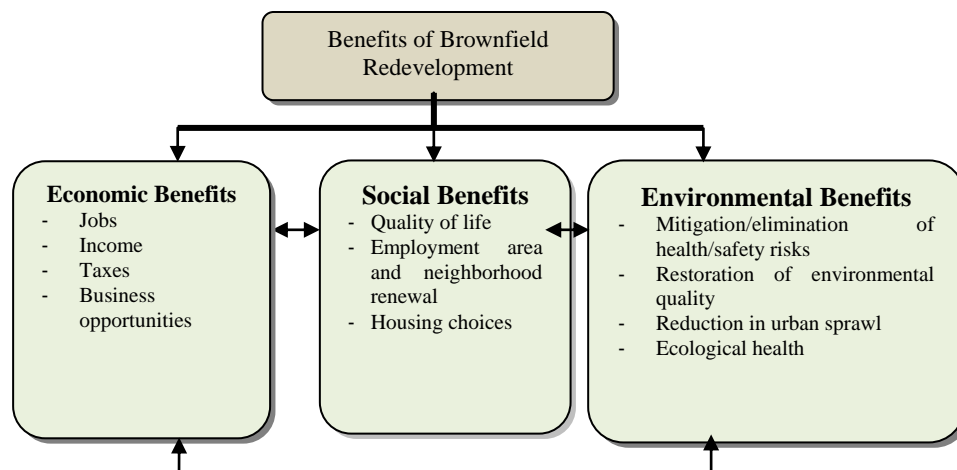 Benefits of Brownfield
Redevelopment
Economic Benefits
- Jobs
- Income
- Taxes
- Business
opportunities
Social Benefits
- Quality of life
- Employment area
and neighborhood
renewal
- Housing choices
Environmental Benefits
- Mitigation/elimination of
health/safety risks
- Restoration of environmental
quality
- Reduction in urban sprawl
- Ecological health